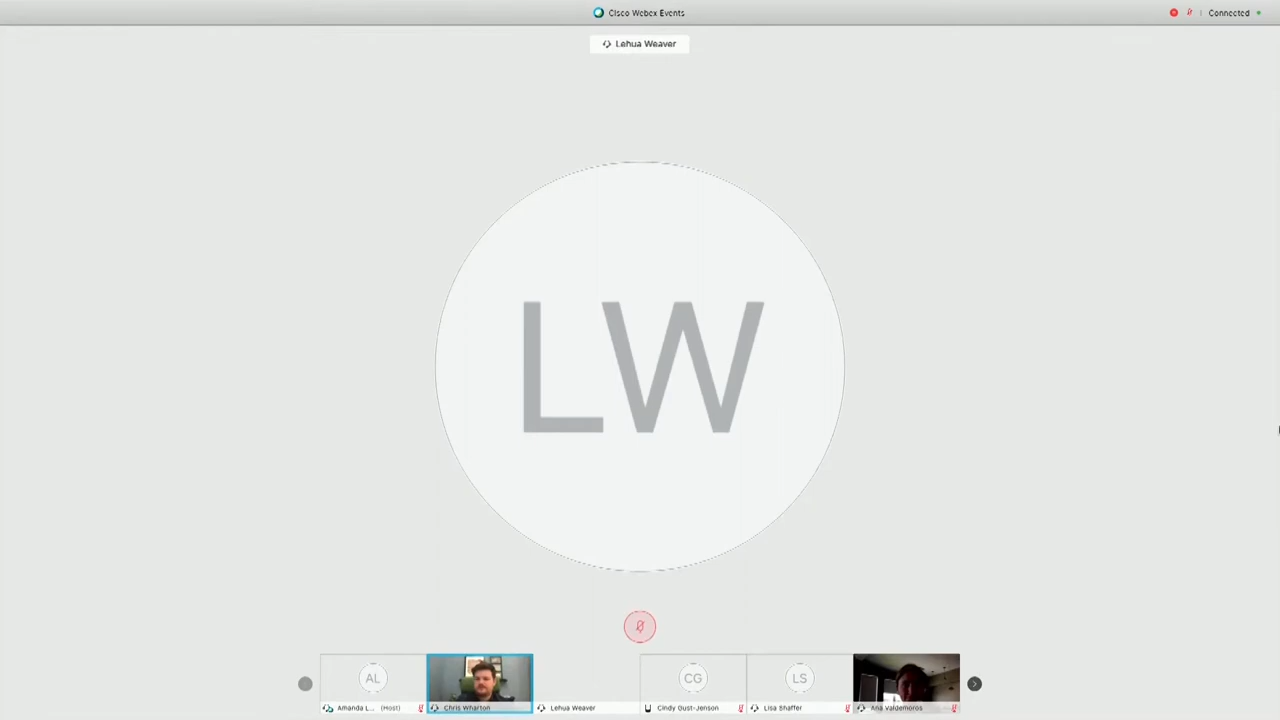 Cisco Webex Events
Connected
Lehua Weaver
LW
AL
CG
LS
Amanda L... (Host)
Chris Wharton
Lehua Weaver
Cindy Gust-Jenson
Lisa Shaffer
Ana Valdemoros